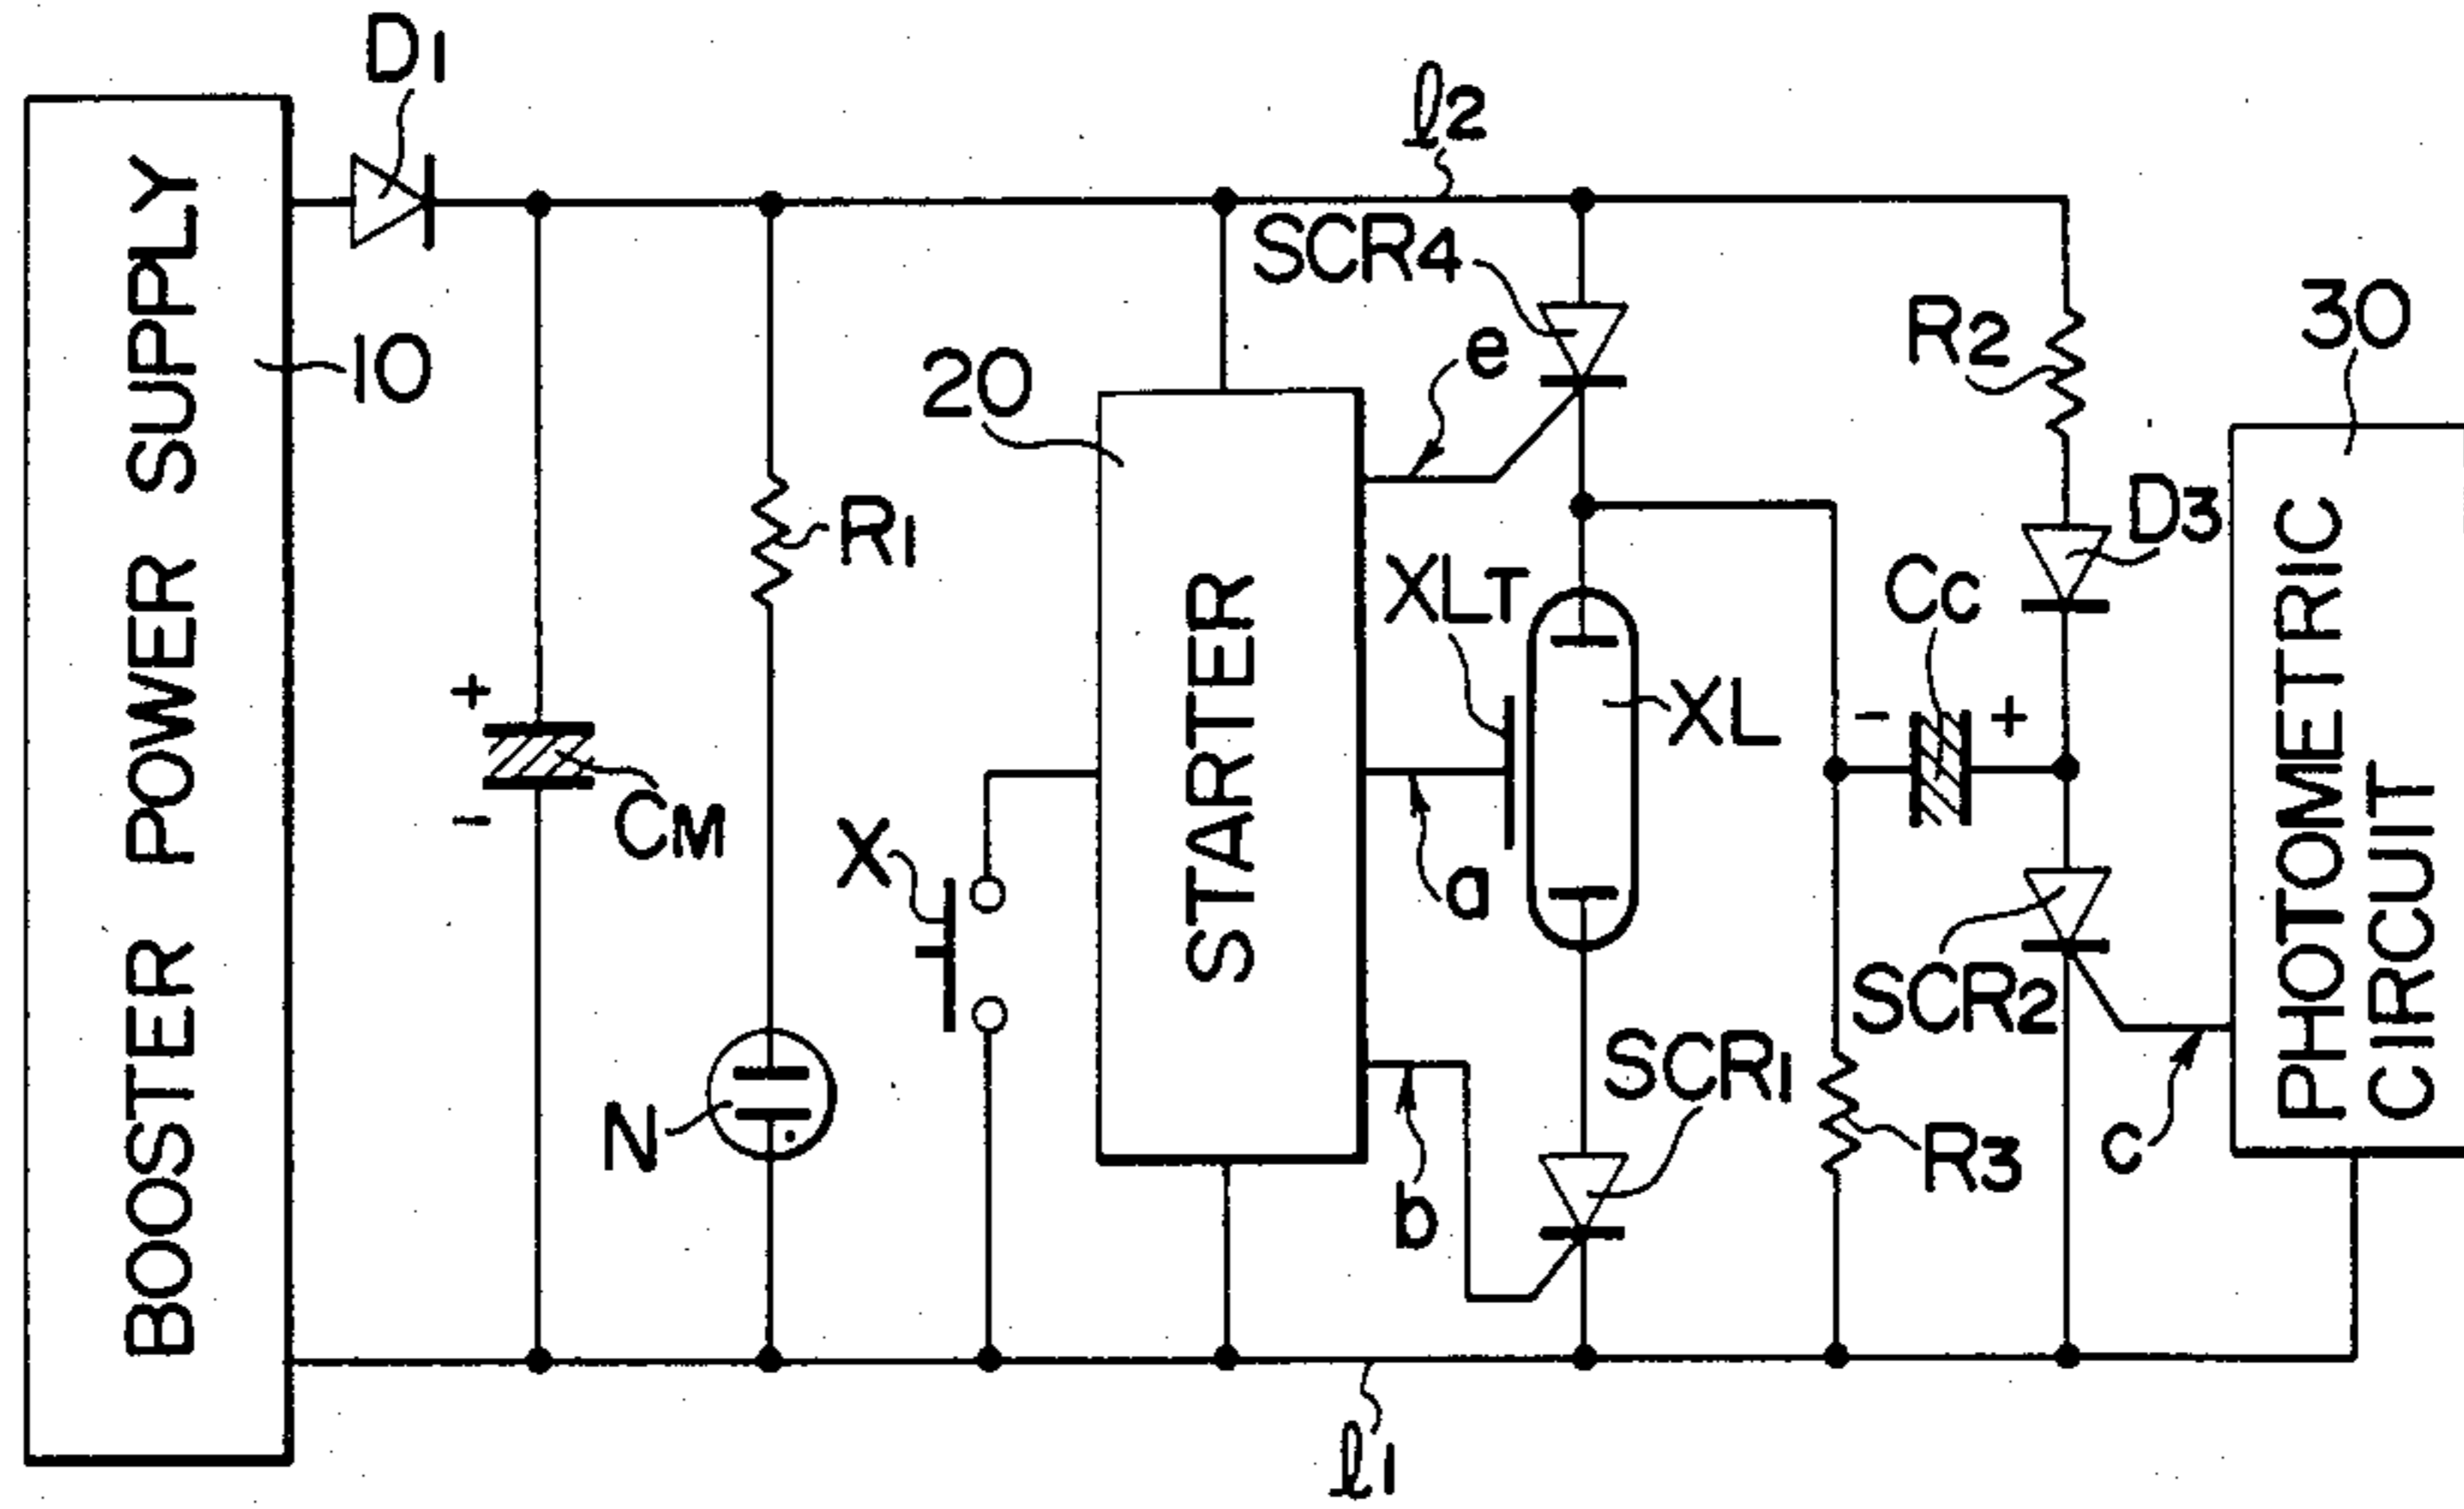 D1
l2
BOOSTER POWER SUPPLY
10
SCR4
e
R2
30
20
R1
D3
XLT
Cc
+
XL
-
+
STARTER
PHOTOMETRIC
CIRCUIT
-
CM
X
a
SCR2
SCR1
N
R3
c
b
l1